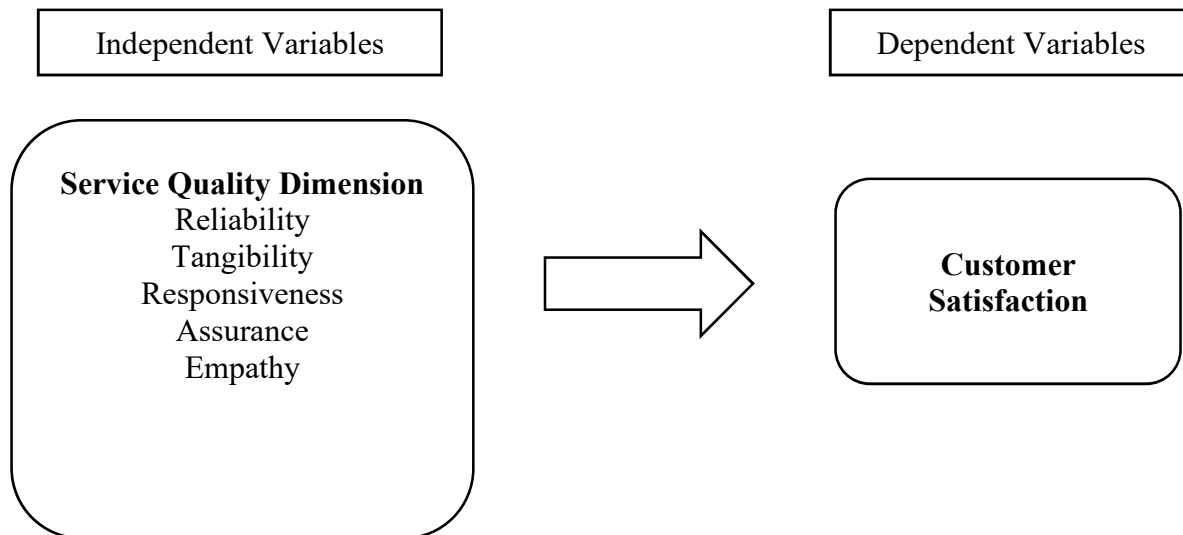 Independent Variables
Dependent Variables
Service Quality Dimension
Reliability
Tangibility
Responsiveness
Assurance
Empathy
Customer
Satisfaction